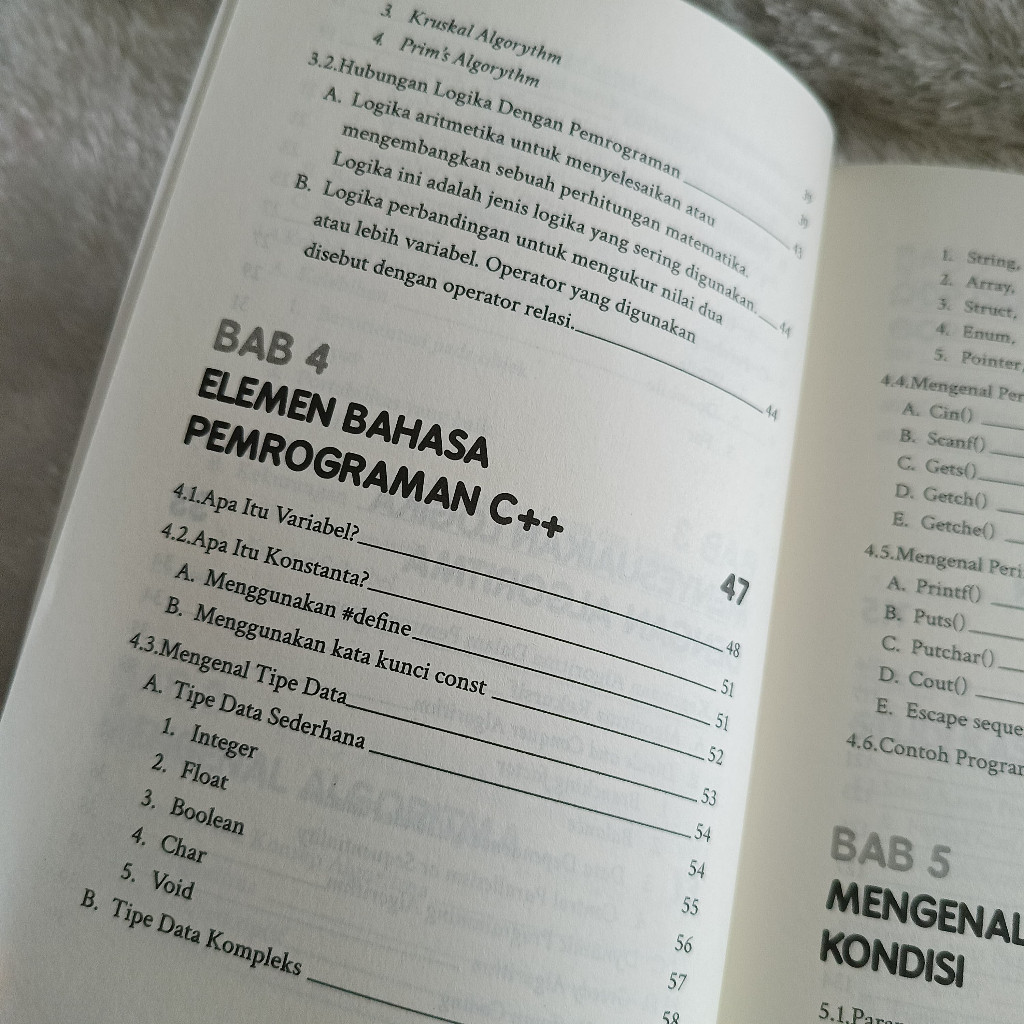 3. Kruskal Algorythm
4. Prim's Algorythm
3.2.Hubungan Logika Dengan Pemrograman 43
A. Logika aritmetika untuk menyelesaikan atau
mengembangkan sebuah perhitungan matematika.
Logika ini adalah jenis logika yang sering digunakan. 44
B. Logika perbandingan untuk mengukur nilai dua
atau lebih variabel. Operator yang digunakan
disebut dengan operator relasi. 44
BAB 4
ELEMEN BAHASA
PEMROGRAMAN C++ 47
4.1.Apa Itu Variabel? 48
4.2.Apa Itu Konstanta? 51
A. Menggunakan #define 51
B. Menggunakan kata kunci const 52
4.3.Mengenal Tipe Data 53
A. Tipe Data Sederhana 54
1. Integer 54
2. Float 55
3. Boolean 56
4. Char 57
5. Void 58
B. Tipe Data Kompleks
1. String,
2. Array,
3. Struct,
4. Enum,
5. Pointer,
4.4.Mengenal
A. Cin()
B. Scanf()
C. Gets()
D. Getch()
E. Getche()
4.5.Mengenal
A. Printf()
B. Puts()
C. Putchar()
D. Cout()
E. Escape
4.6.Contoh
BAB 5
MENGENAL
KONDISI
5.1.